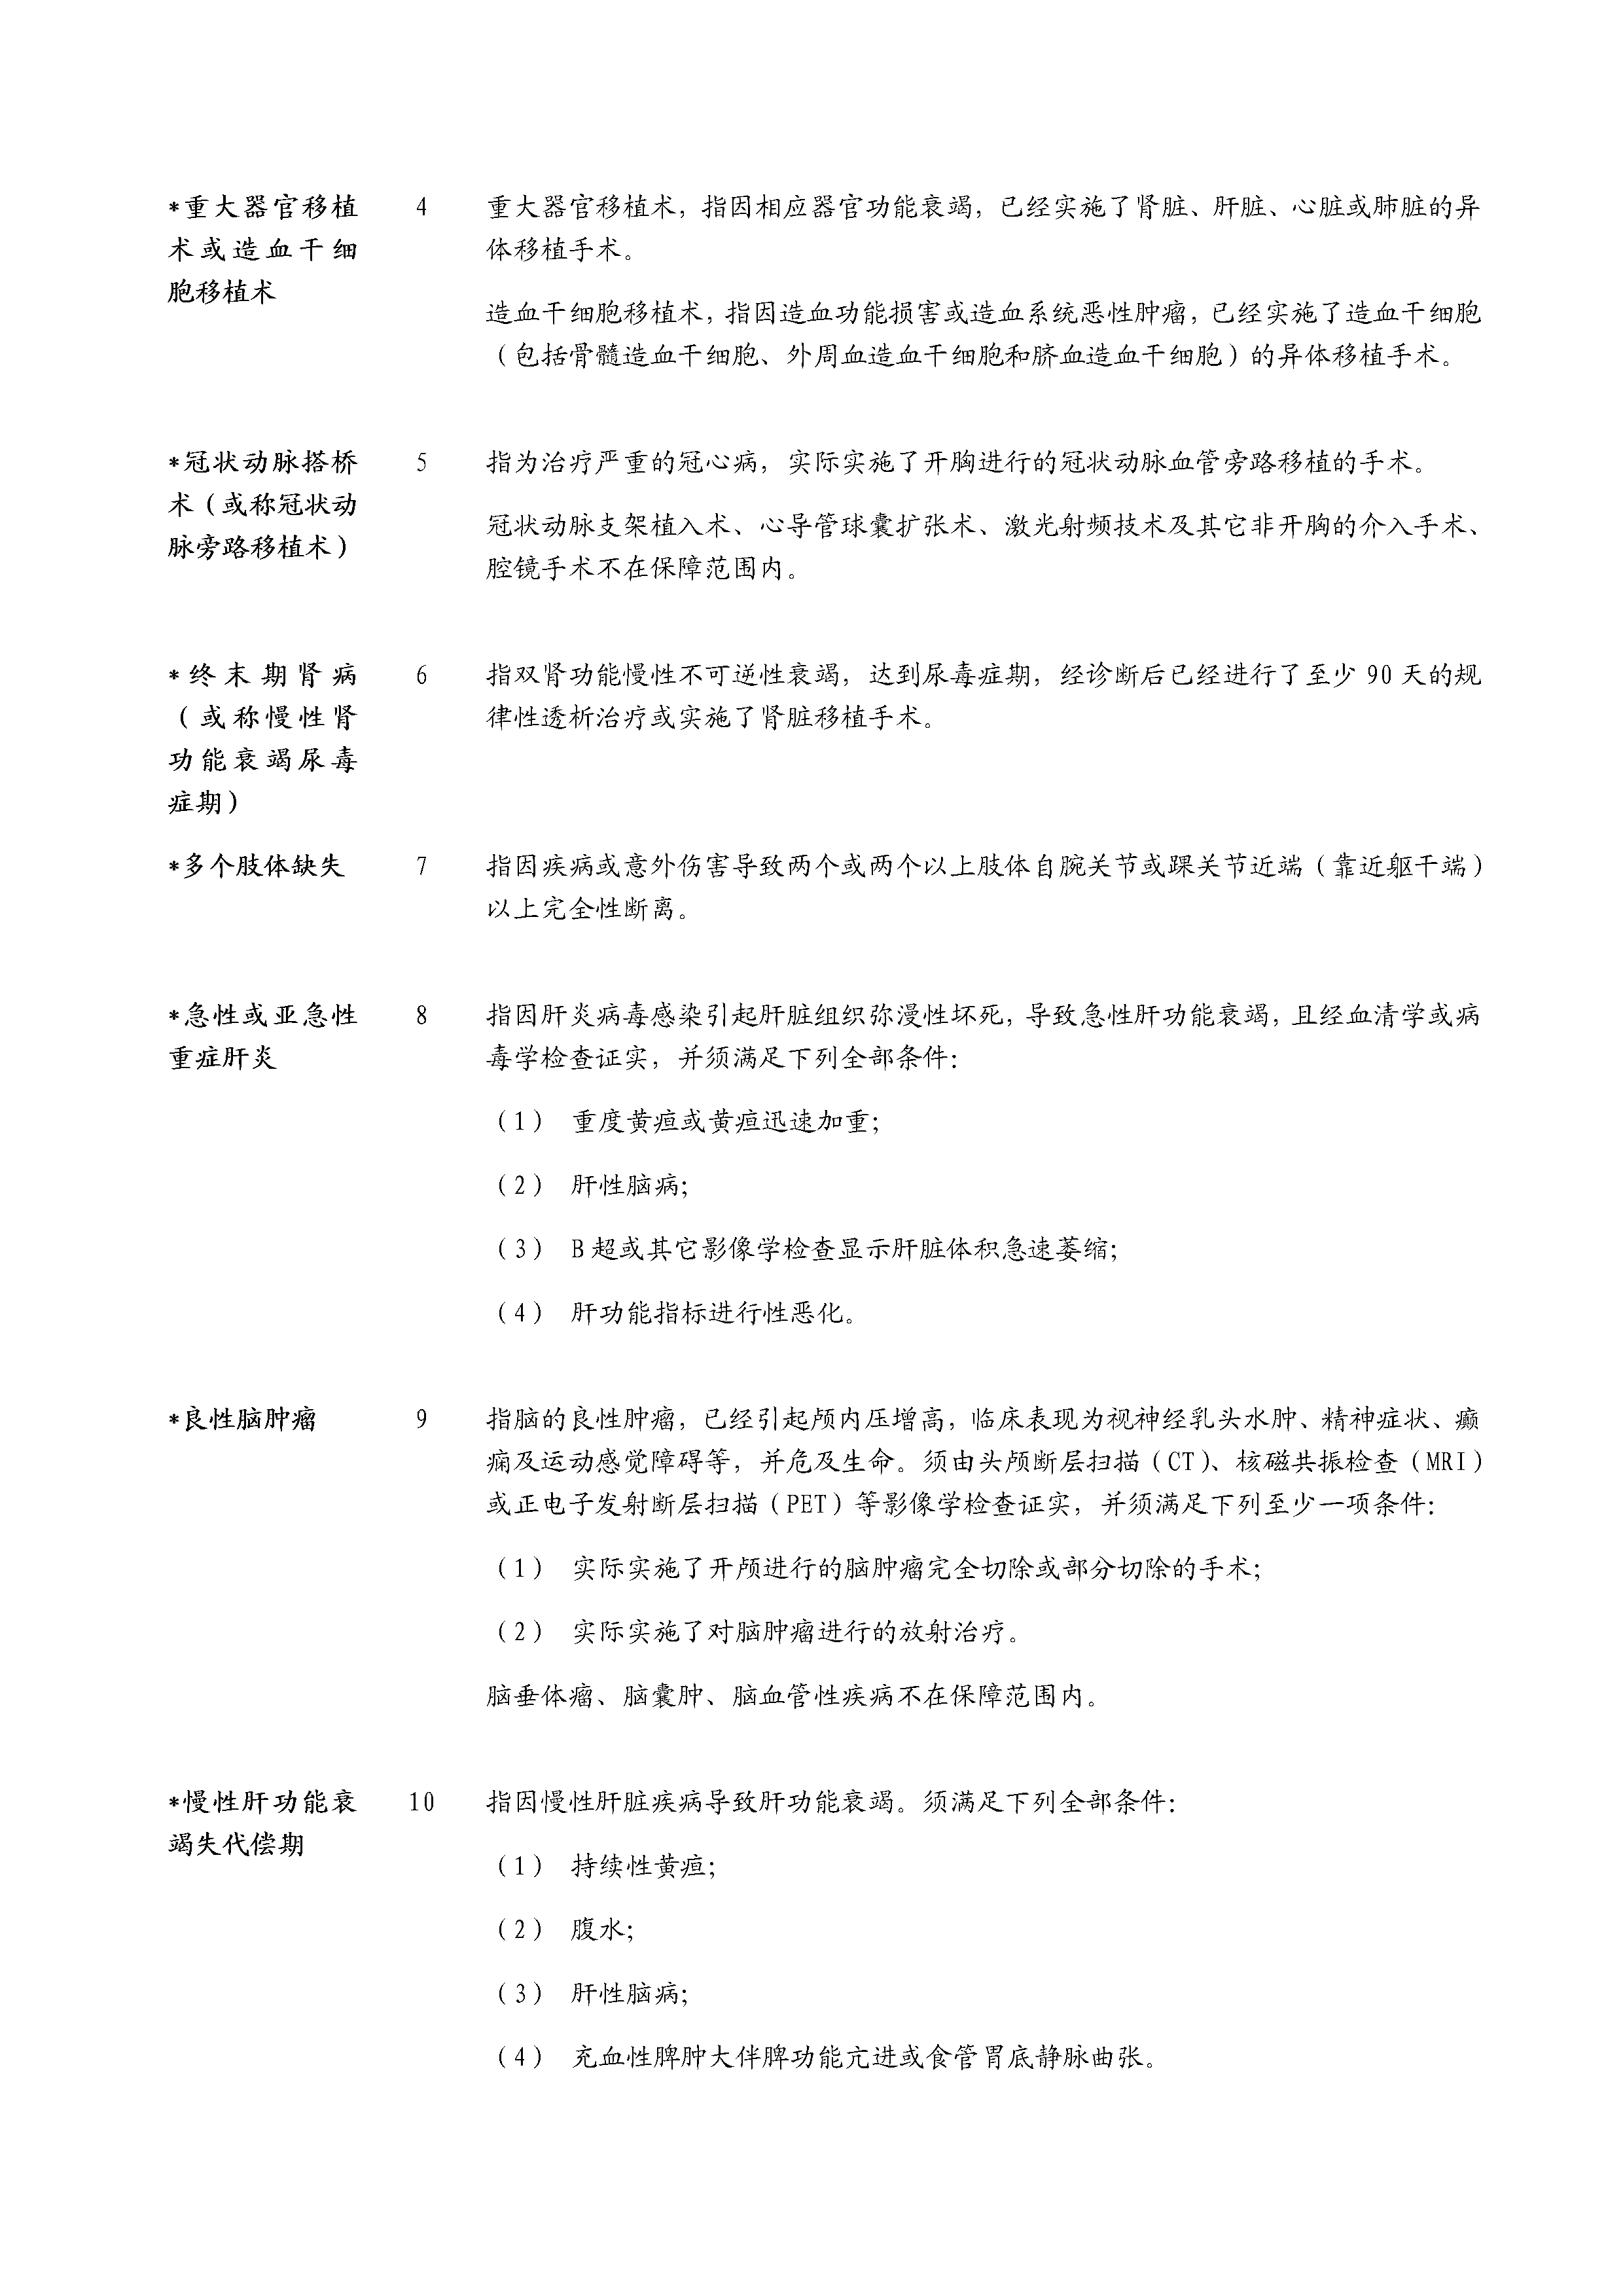 *重大器官移植 4 重大器官移植术，指因相应器官功能衰竭，已经实施了肾脏、肝脏、心脏或肺脏的异
术或造血干细 体移植手术。
胞移植术
造血干细胞移植术，指因造血功能损害或造血系统恶性肿瘤，已经实施了造血干细胞
（包括骨髓造血干细胞、外周血造血干细胞和脐血造血干细胞）的异体移植手术。
*冠状动脉搭桥 5 指为治疗严重的冠心病，实际实施了开胸进行的冠状动脉血管旁路移植的手术。
术（或称冠状动
冠状动脉支架植入术、心导管球囊扩张术、激光射频技术及其它非开胸的介入手术、
脉旁路移植术）
腔镜手术不在保障范围内。
*终末期肾病 6 指双肾功能慢性不可逆性衰竭，达到尿毒症期，经诊断后已经进行了至少 90 天的规
（或称慢性肾 律性透析治疗或实施了肾脏移植手术。
功能衰竭尿毒
症期）
*多个肢体缺失 7 指因疾病或意外伤害导致两个或两个以上肢体自腕关节或踝关节近端（靠近躯干端）
以上完全性断离。
*急性或亚急性 8 指因肝炎病毒感染引起肝脏组织弥漫性坏死，导致急性肝功能衰竭，且经血清学或病
重症肝炎 毒学检查证实，并须满足下列全部条件：
（1） 重度黄疸或黄疸迅速加重；
（2） 肝性脑病；
（3） B 超或其它影像学检查显示肝脏体积急速萎缩；
（4） 肝功能指标进行性恶化。
*良性脑肿瘤 9 指脑的良性肿瘤，已经引起颅内压增高，临床表现为视神经乳头水肿、精神症状、癫
痫及运动感觉障碍等，并危及生命。须由头颅断层扫描（CT）、核磁共振检查（MRI）
或正电子发射断层扫描（PET）等影像学检查证实，并须满足下列至少一项条件：
（1） 实际实施了开颅进行的脑肿瘤完全切除或部分切除的手术；
（2） 实际实施了对脑肿瘤进行的放射治疗。
脑垂体瘤、脑囊肿、脑血管性疾病不在保障范围内。
*慢性肝功能衰 10 指因慢性肝脏疾病导致肝功能衰竭。须满足下列全部条件：
竭失代偿期
（1） 持续性黄疸；
（2） 腹水；
（3） 肝性脑病；
（4） 充血性脾肿大伴脾功能亢进或食管胃底静脉曲张。